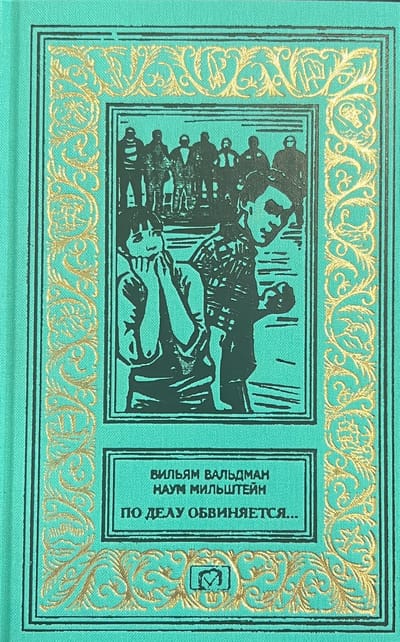 ВИЛЬЯМ ВАЛЬДМАН
НАУМ МИЛЬШТЕЙН
ПО ДЕЛУ ОБВИНЯЕТСЯ...